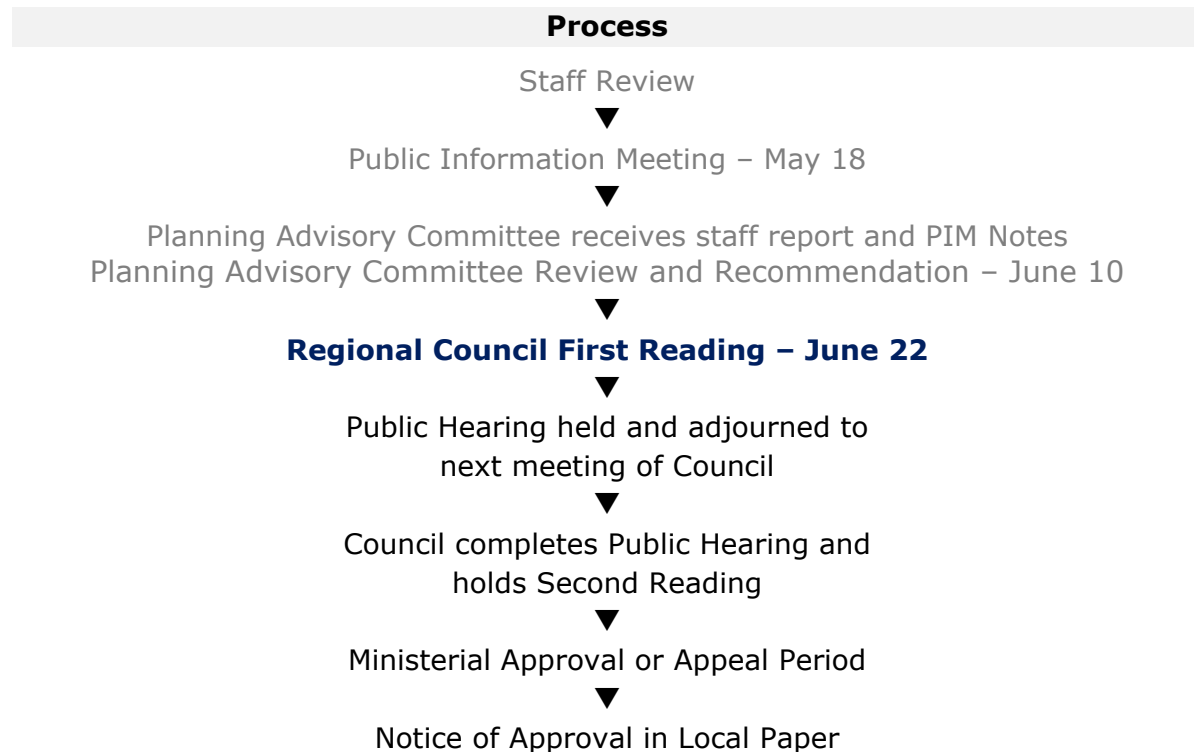 Process
Staff Review
Public Information Meeting – May 18
Planning Advisory Committee receives staff report and PIM Notes
Planning Advisory Committee Review and Recommendation – June 10
Regional Council First Reading – June 22
Public Hearing held and adjourned to
next meeting of Council
Council completes Public Hearing and
holds Second Reading
Ministerial Approval or Appeal Period
Notice of Approval in Local Paper